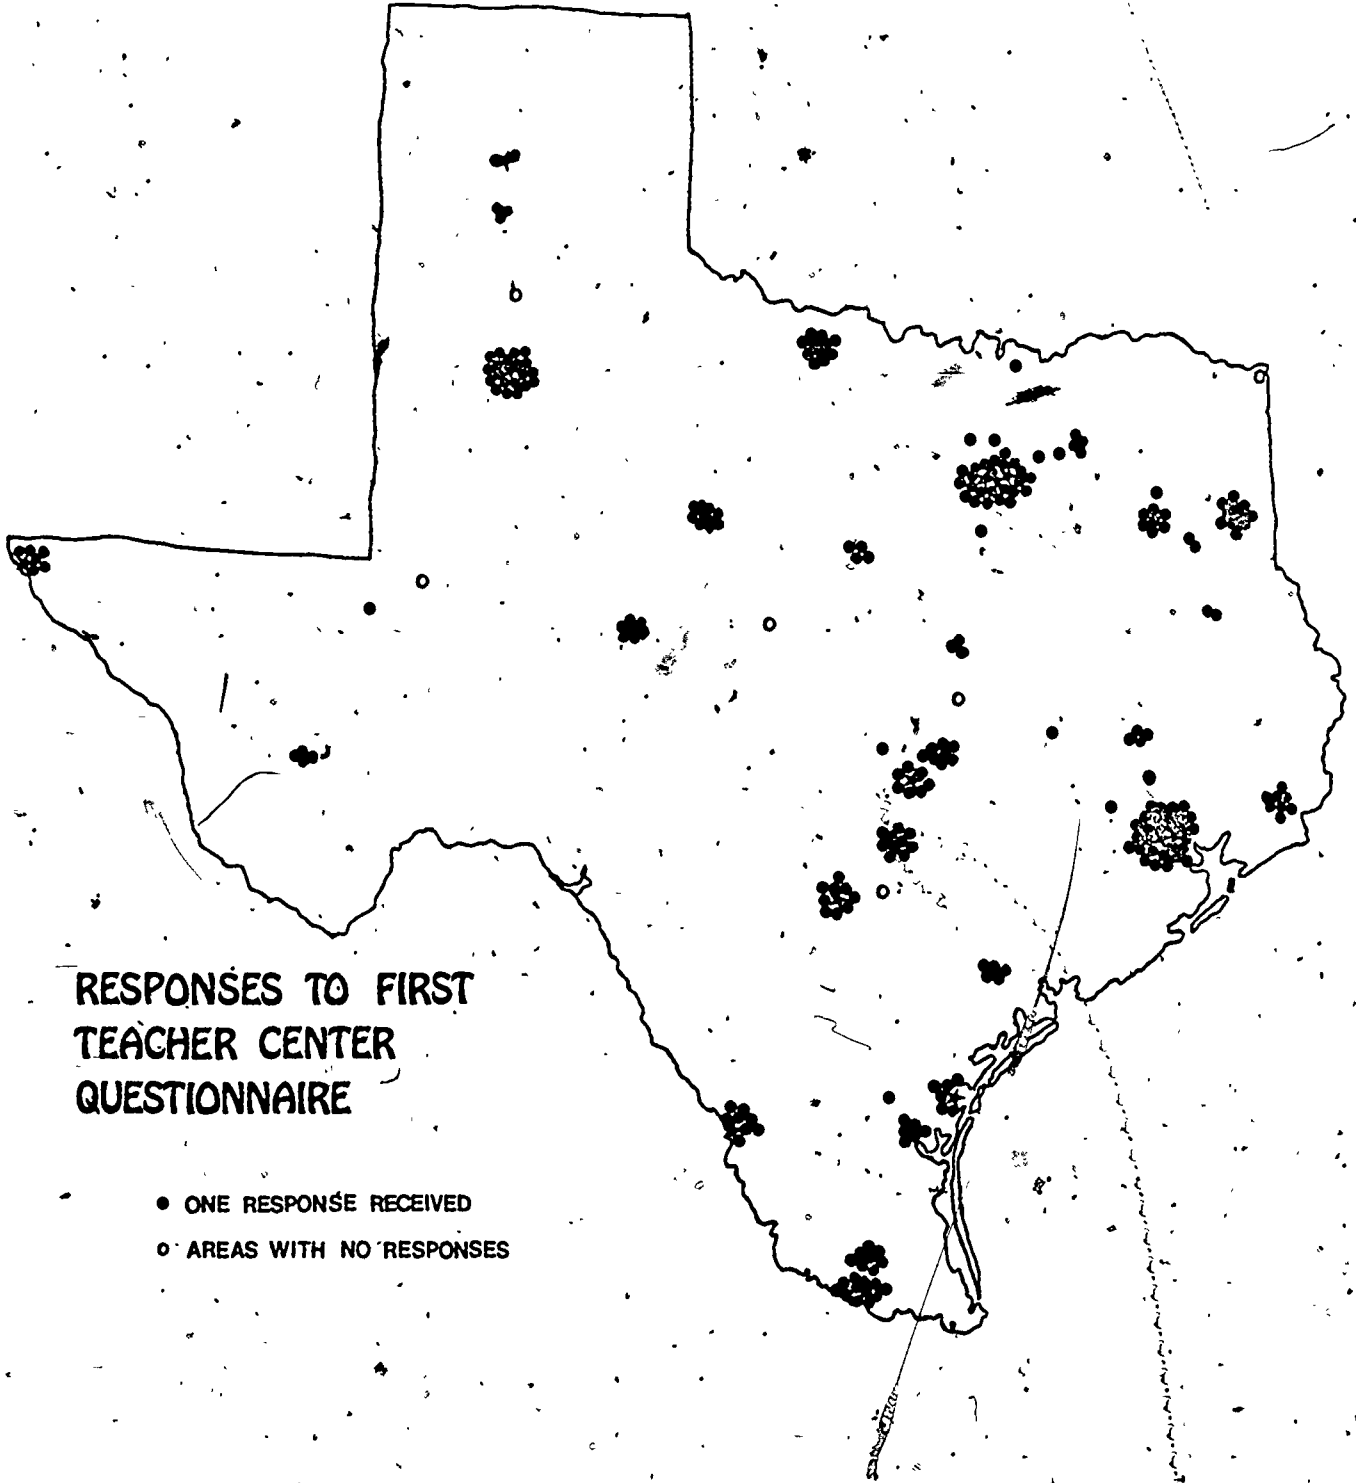 RESPONSES TO FIRST
TEACHER CENTER
QUESTIONNAIRE
● ONE RESPONSE RECEIVED
o AREAS WITH NO RESPONSES